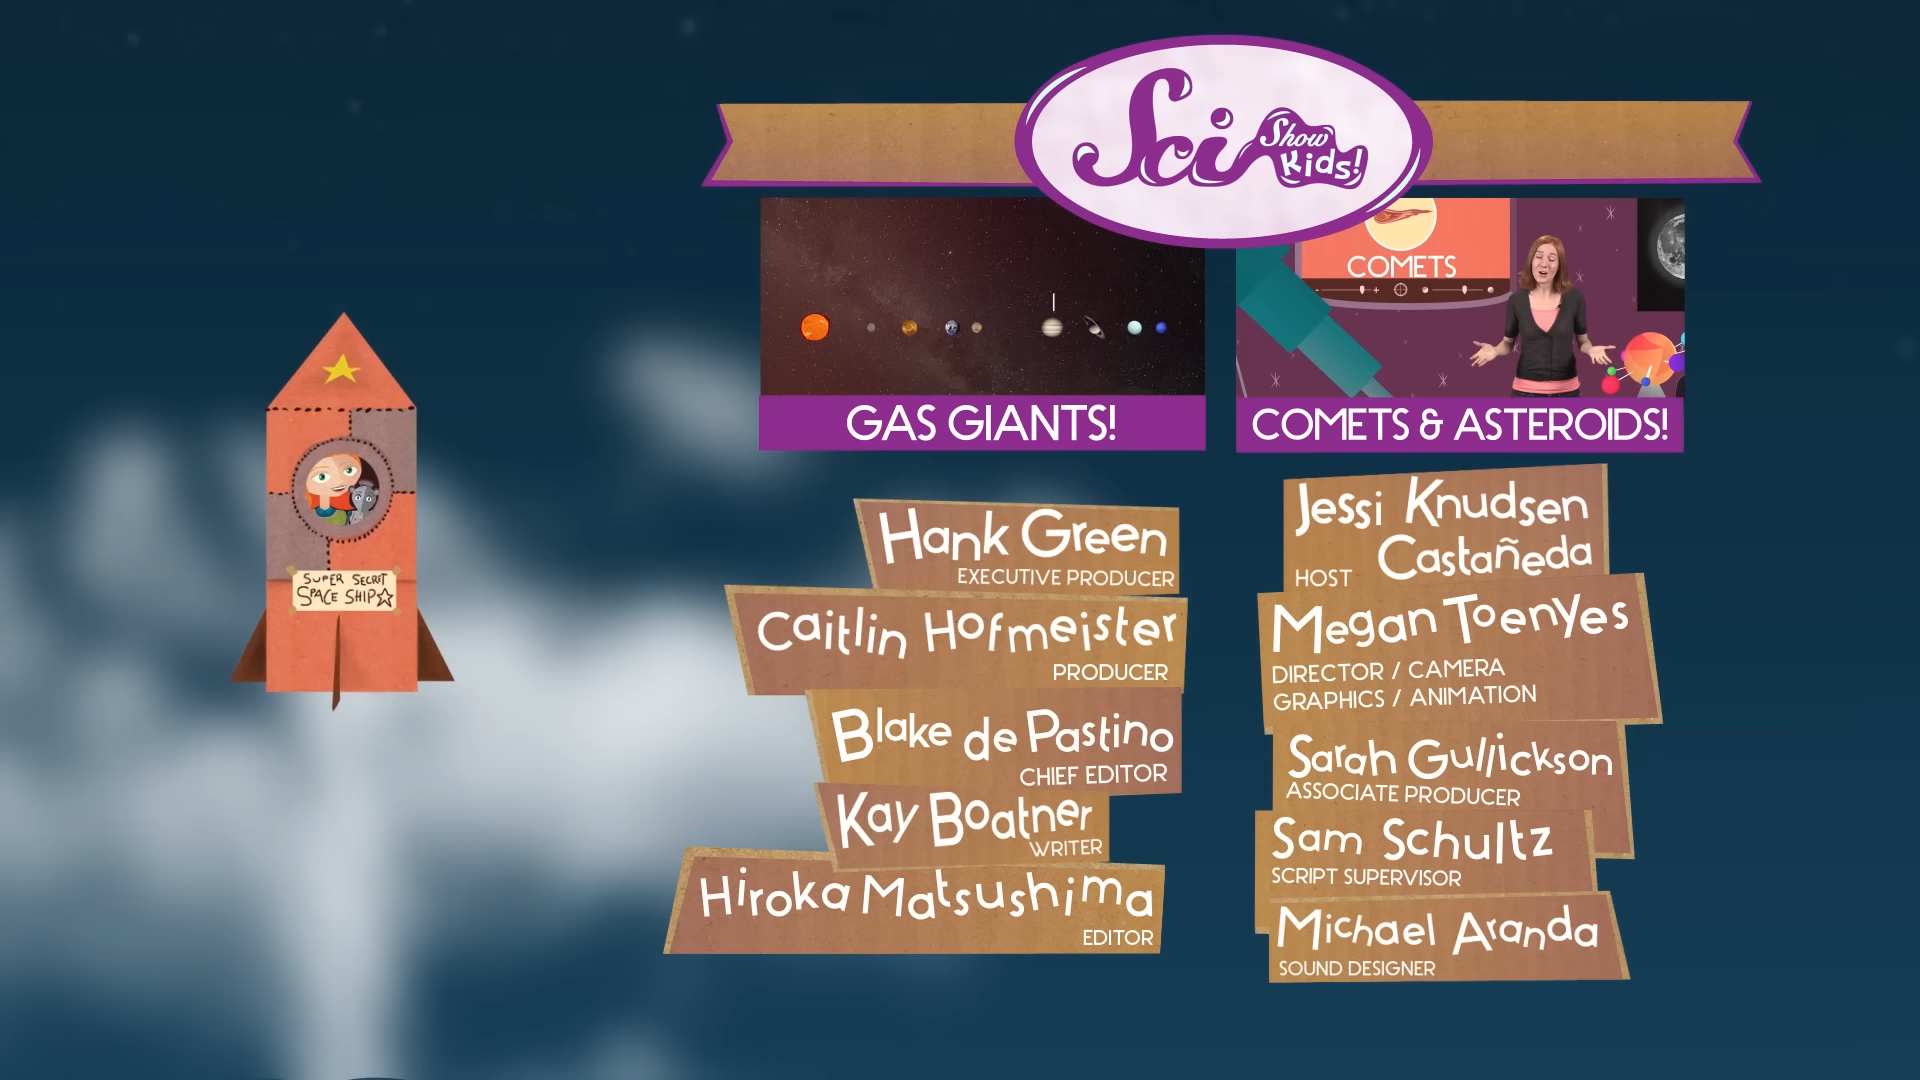 Sci Show Kids!
COMETS
GAS GIANTS!
COMETS & ASTEROIDS!
SUPER SECRET
SPACE SHIP
Hank Green
EXECUTIVE PRODUCER
Caitlin Hofmeister
PRODUCER
Blake de Pastino
CHIEF EDITOR
Kay Boatner
WRITER
Hiroka Matsushima
EDITOR
Jessi Knudsen
Castañeda
HOST
Megan Toenyes
DIRECTOR / CAMERA
GRAPHICS / ANIMATION
Sarah Gullickson
ASSOCIATE PRODUCER
Sam Schultz
SCRIPT SUPERVISOR
Michael Aranda
SOUND DESIGNER